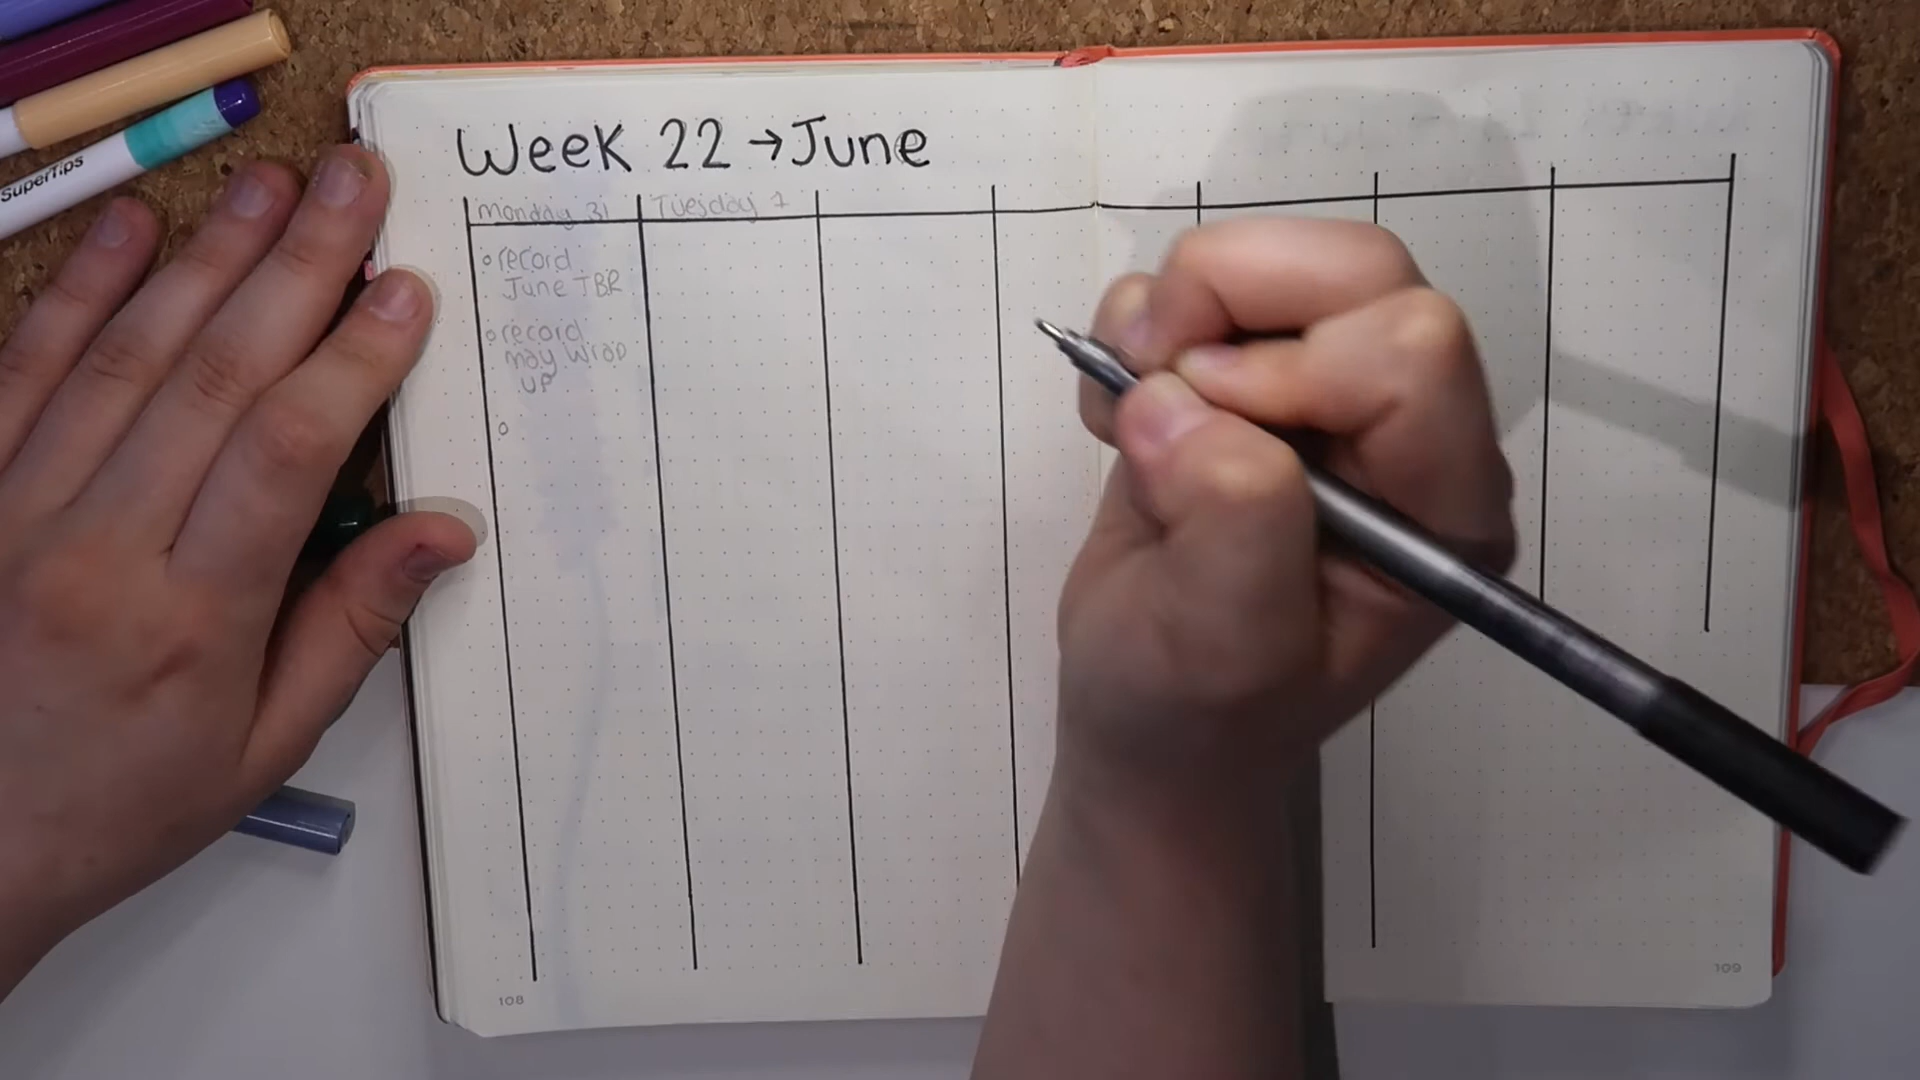 Week 22 → June
monday 31
Tuesday 1
record
June TBR
record
may wrap
up
SuperTips
108
109